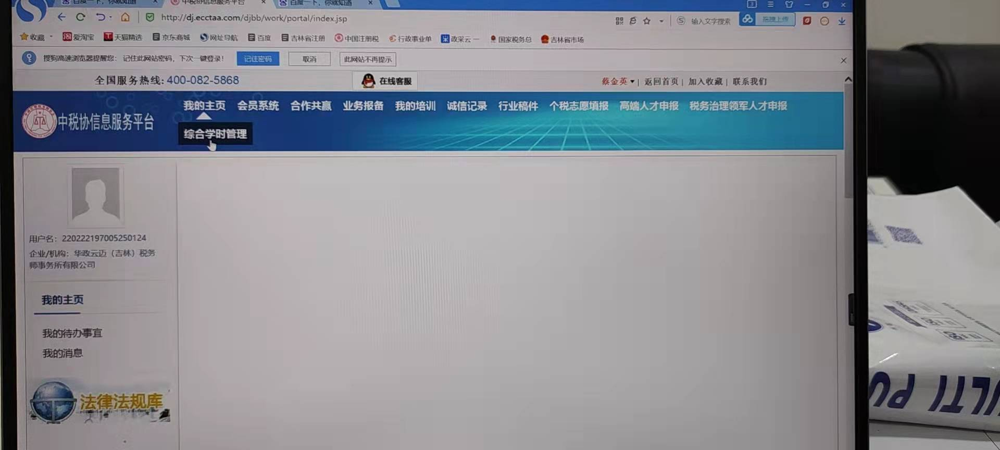 百度一下，你就知道 × 中税协信息服务平台 × 百度一下，你就知道 ×
http://dj.ecctaa.com/djbb/work/portal/index.jsp 输入文字搜索 拖拽上传
收藏 爱淘宝 天猫精选 京东商城 网址导航 百度 吉林省注册 中国注册税 行政事业单 政采云一 国家税务总 吉林省市场
搜狗高速浏览器提醒您： 记住此网站密码，下次一键登录！ 记住密码 取消 此网站不再提示
全国服务热线: 400-082-5868 在线客服 蔡金英 | 返回首页 | 加入收藏 | 联系我们
中税协信息服务平台
我的主页 会员系统 合作共赢 业务报备 我的培训 诚信记录 行业稿件 个税志愿填报 高端人才申报 税务治理领军人才申报
综合学时管理
用户名：220222197005250124
企业/机构：华政云迈（吉林）税务
师事务所有限公司
我的主页
我的待办事宜
我的消息
法律法规库